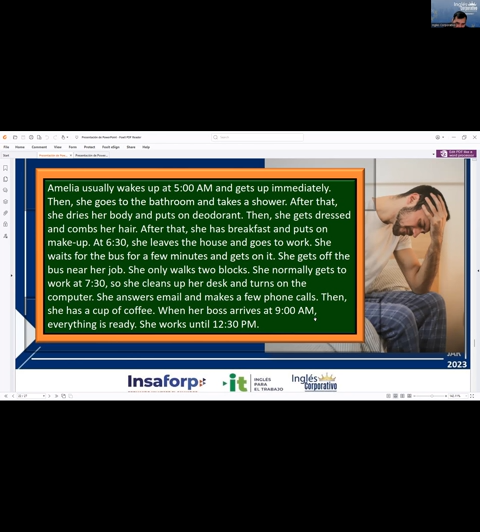 Inglés
Corporativo
File Home Comment View Form Protect Foxit eSign Share Help
Search
Amelia usually wakes up at 5:00 AM and gets up immediately.
Then, she goes to the bathroom and takes a shower. After that,
she dries her body and puts on deodorant. Then, she gets dressed
and combs her hair. After that, she has breakfast and puts on
make-up. At 6:30, she leaves the house and goes to work. She
waits for the bus for a few minutes and gets on it. She gets off the
bus near her job. She only walks two blocks. She normally gets to
work at 7:30, so she cleans up her desk and turns on the
computer. She answers email and makes a few phone calls. Then,
she has a cup of coffee. When her boss arrives at 9:00 AM,
everything is ready. She works until 12:30 PM.
2023
Insaforp
it
INGLÉS
PARA
EL TRABAJO
Inglés
Corporativo